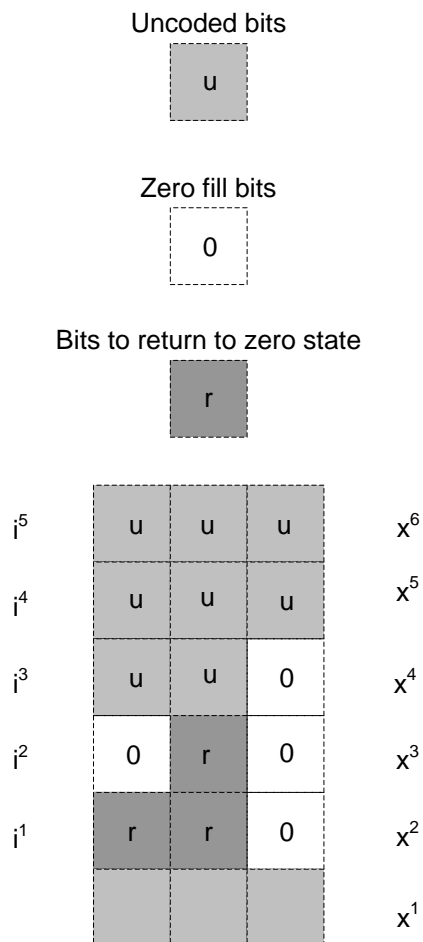 Uncoded bits
u
Zero fill bits
0
Bits to return to zero state
r
i⁵ u u u x⁶
i⁴ u u u x⁵
i³ u u 0 x⁴
i² 0 r 0 x³
i¹ r r 0 x²
x¹